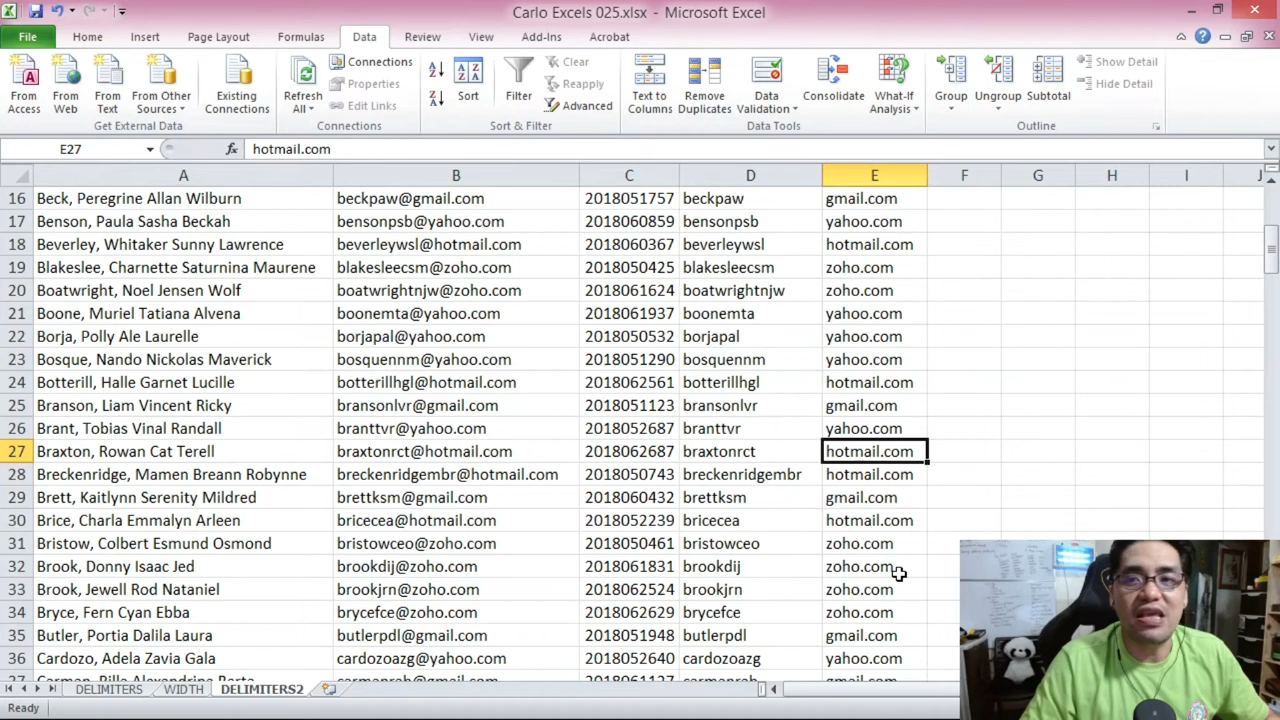 Carlo Excels 025.xlsx - Microsoft Excel
File Home Insert Page Layout Formulas Data Review View Add-Ins Acrobat
From Access
From Web
From Text
From Other Sources
Existing Connections
Get External Data
Refresh All
Connections
Properties
Edit Links
Connections
Sort
Filter
Clear
Reapply
Advanced
Sort & Filter
Text to Columns
Remove Duplicates
Data Validation
Consolidate
What-If Analysis
Data Tools
Group
Ungroup
Subtotal
Show Detail
Hide Detail
Outline
E27 fx hotmail.com
A B C D E F G H I J
16 Beck, Peregrine Allan Wilburn beckpaw@gmail.com 2018051757 beckpaw gmail.com
17 Benson, Paula Sasha Beckah bensonpsb@yahoo.com 2018060859 bensonpsb yahoo.com
18 Beverley, Whitaker Sunny Lawrence beverleywsl@hotmail.com 2018060367 beverleywsl hotmail.com
19 Blakeslee, Charnette Saturnina Maurene blakesleecsm@zoho.com 2018050425 blakesleecsm zoho.com
20 Boatwright, Noel Jensen Wolf boatwrightnjw@zoho.com 2018061624 boatwrightnjw zoho.com
21 Boone, Muriel Tatiana Alvena boonemta@yahoo.com 2018061937 boonemta yahoo.com
22 Borja, Polly Ale Laurelle borjapal@yahoo.com 2018050532 borjapal yahoo.com
23 Bosque, Nando Nickolas Maverick bosquennm@yahoo.com 2018051290 bosquennm yahoo.com
24 Botterill, Halle Garnet Lucille botterillhgl@hotmail.com 2018062561 botterillhgl hotmail.com
25 Branson, Liam Vincent Ricky bransonlvr@gmail.com 2018051123 bransonlvr gmail.com
26 Brant, Tobias Vinal Randall branttvr@yahoo.com 2018052687 branttvr yahoo.com
27 Braxton, Rowan Cat Terell braxtonrct@hotmail.com 2018062687 braxtonrct hotmail.com
28 Breckenridge, Mamen Breann Robynne breckenridgembr@hotmail.com 2018050743 breckenridgembr hotmail.com
29 Brett, Kaitlynn Serenity Mildred brettksm@gmail.com 2018060432 brettksm gmail.com
30 Brice, Charla Emmalyn Arleen bricecea@hotmail.com 2018052239 bricecea hotmail.com
31 Bristow, Colbert Esmund Osmond bristowceo@zoho.com 2018050461 bristowceo zoho.com
32 Brook, Donny Isaac Jed brookdij@zoho.com 2018061831 brookdij zoho.com
33 Brook, Jewell Rod Nataniel brookjrn@zoho.com 2018062524 brookjrn zoho.com
34 Bryce, Fern Cyan Ebba brycefce@zoho.com 2018062629 brycefce zoho.com
35 Butler, Portia Dalila Laura butlerpdl@gmail.com 2018051948 butlerpdl gmail.com
36 Cardozo, Adela Zavia Gala cardozoazg@yahoo.com 2018052640 cardozoazg yahoo.com
DELIMITERS WIDTH DELIMITERS2
Ready